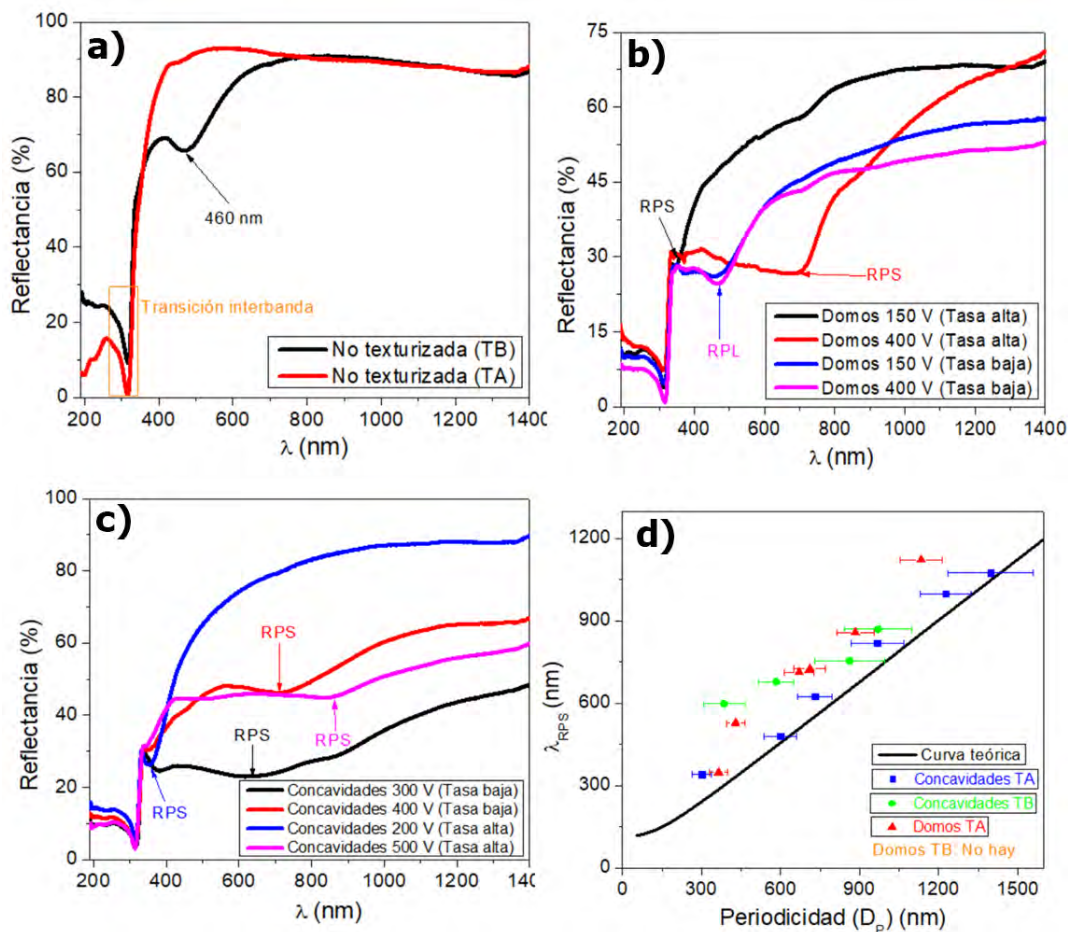 a)
Reflectancia (%)
100
80
60
40
20
0
460 nm
Transición interbanda
No texturizada (TB)
No texturizada (TA)
200 400 600 800 1000 1200 1400
λ (nm)
b)
Reflectancia (%)
75
60
45
30
15
0
RPS
RPS
RPL
Domos 150 V (Tasa alta)
Domos 400 V (Tasa alta)
Domos 150 V (Tasa baja)
Domos 400 V (Tasa baja)
200 400 600 800 1000 1200 1400
λ (nm)
c)
Reflectancia (%)
100
80
60
40
20
0
RPS
RPS
RPS
RPS
Concavidades 300 V (Tasa baja)
Concavidades 400 V (Tasa baja)
Concavidades 200 V (Tasa alta)
Concavidades 500 V (Tasa alta)
200 400 600 800 1000 1200 1400
λ (nm)
d)
λRPS (nm)
1200
900
600
300
0
Curva teórica
Concavidades TA
Concavidades TB
Domos TA
Domos TB: No hay
0 300 600 900 1200 1500
Periodicidad (DP) (nm)